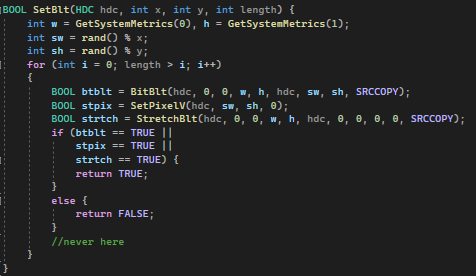 BOOL SetBlt(HDC hdc, int x, int y, int length) {
    int w = GetSystemMetrics(0), h = GetSystemMetrics(1);
    int sw = rand() % x;
    int sh = rand() % y;
    for (int i = 0; length > i; i++)
    {
        BOOL btblt = BitBlt(hdc, 0, 0, w, h, hdc, sw, sh, SRCCOPY);
        BOOL stpix = SetPixelV(hdc, sw, sh, 0);
        BOOL strtch = StretchBlt(hdc, 0, 0, w, h, hdc, 0, 0, 0, 0, SRCCOPY);
        if (btblt == TRUE ||
            stpix == TRUE ||
            strtch == TRUE) {
            return TRUE;
        }
        else {
            return FALSE;
        }
        //never here
    }
}